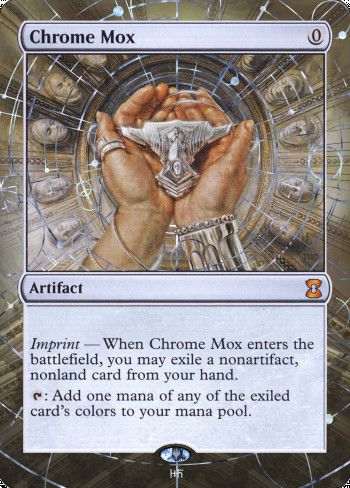 Chrome Mox 0
Artifact
Imprint — When Chrome Mox enters the
battlefield, you may exile a nonartifact,
nonland card from your hand.
: Add one mana of any of the exiled
card's colors to your mana pool.